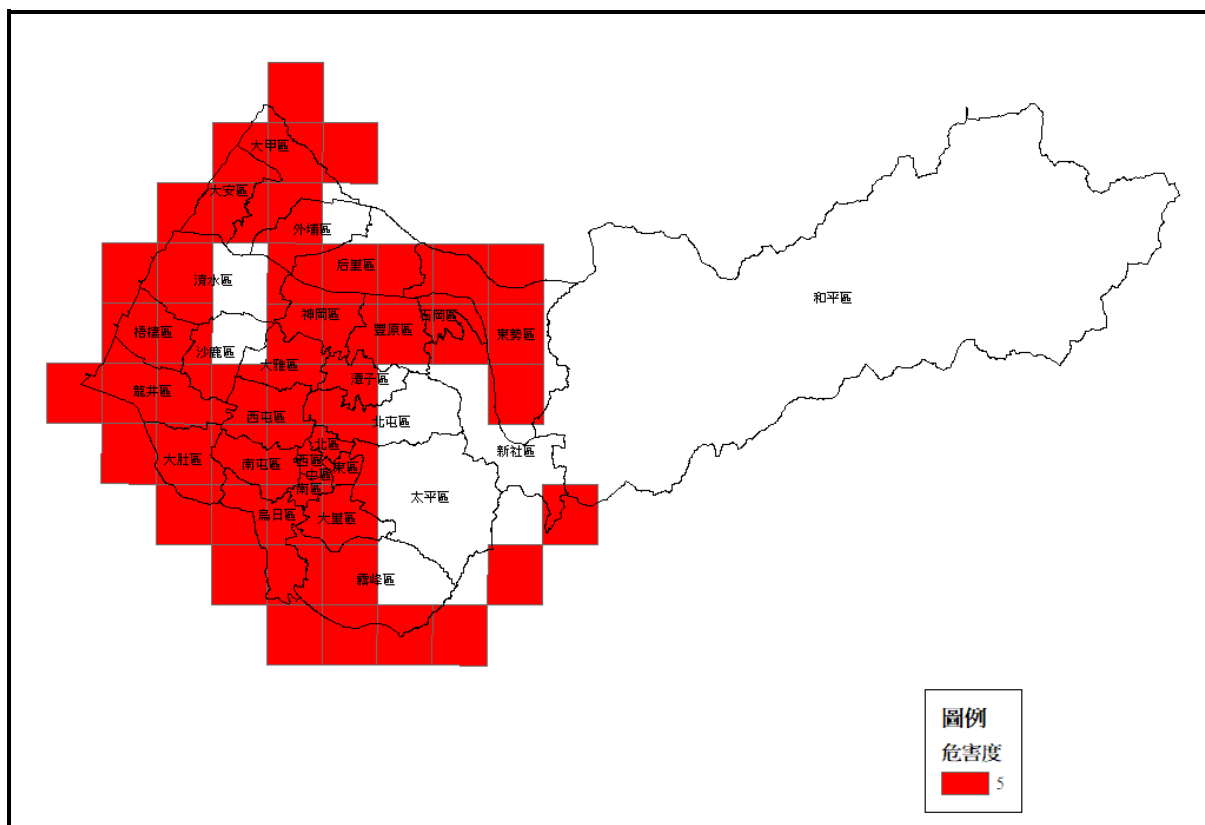 大甲區
大安區
外埔區
后里區
清水區
和平區
神岡區
石岡區
梧棲區
豐原區
東勢區
沙鹿區
大雅區
潭子區
龍井區
西屯區
北屯區
北區
新社區
大肚區
南屯區
西區
東區
中區
南區
太平區
烏日區
大里區
霧峰區
圖例
危害度
5